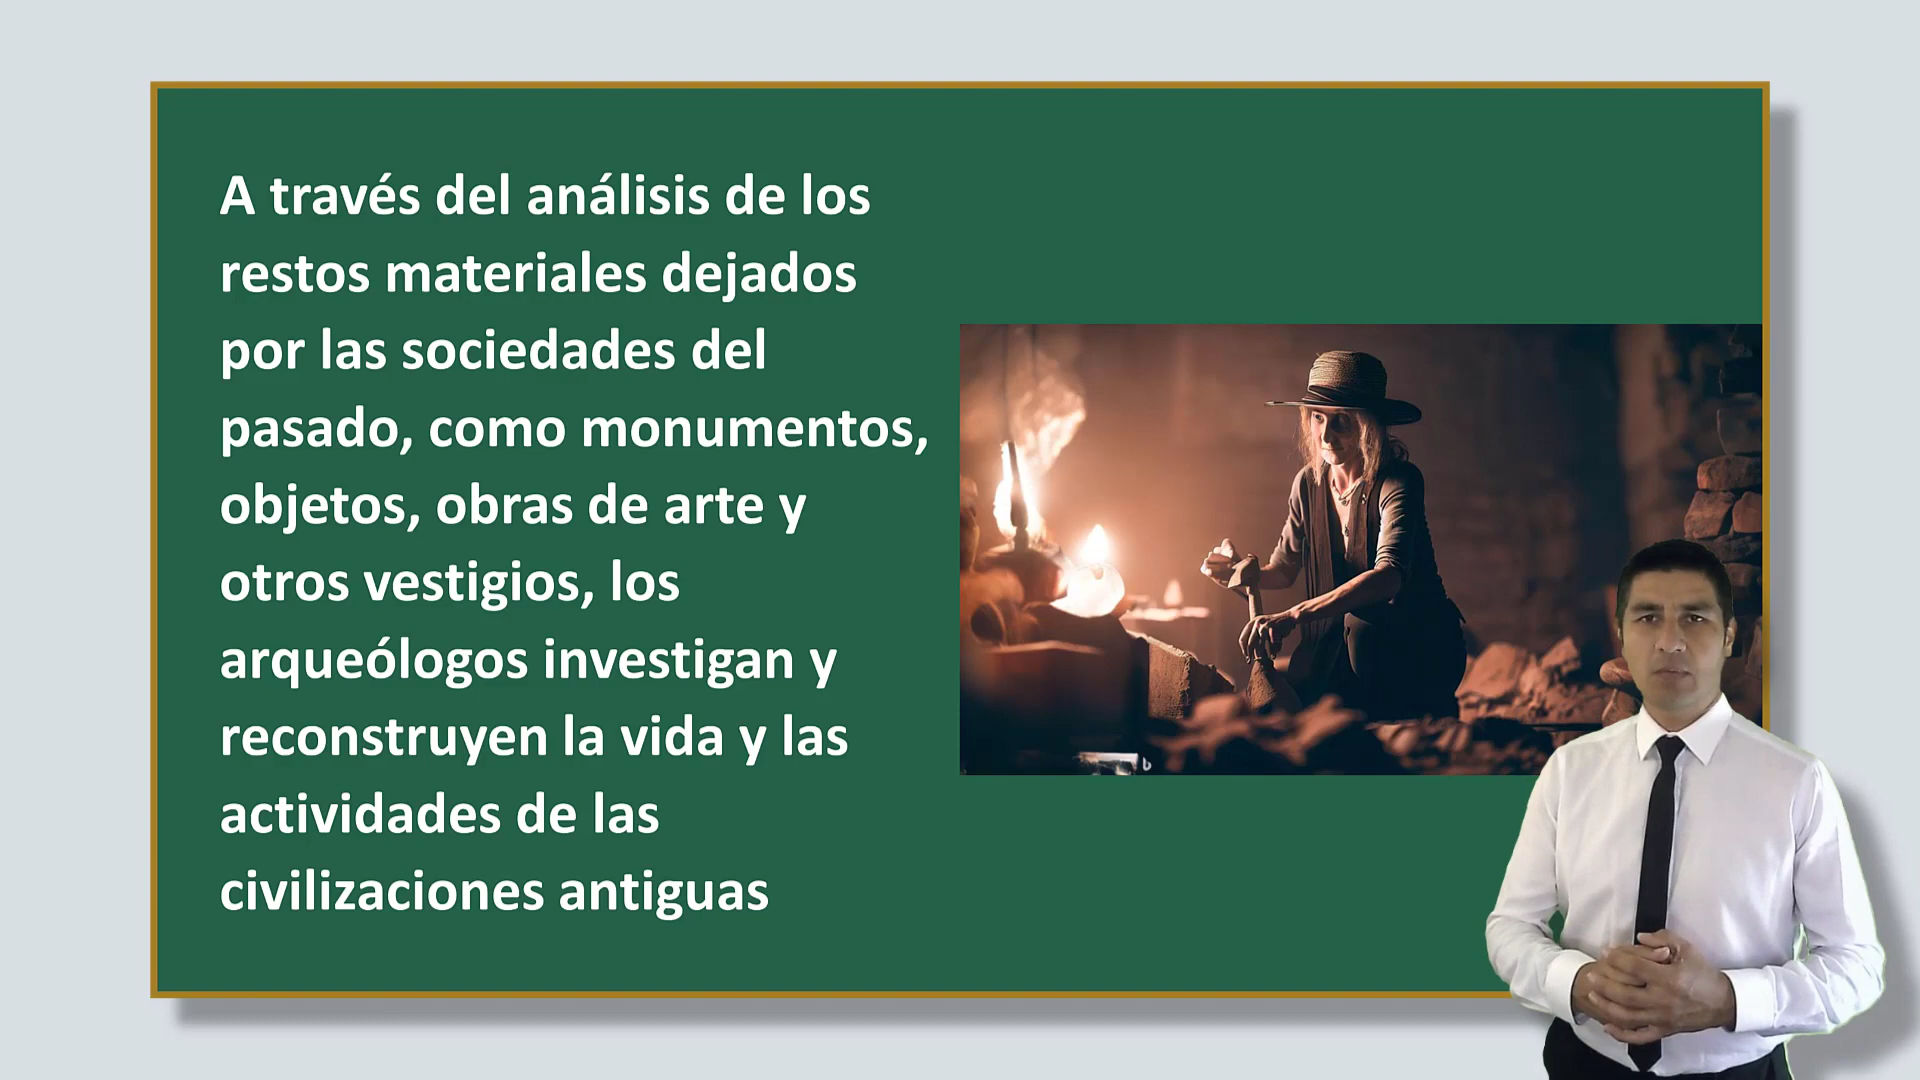 A través del análisis de los
restos materiales dejados
por las sociedades del
pasado, como monumentos,
objetos, obras de arte y
otros vestigios, los
arqueólogos investigan y
reconstruyen la vida y las
actividades de las
civilizaciones antiguas